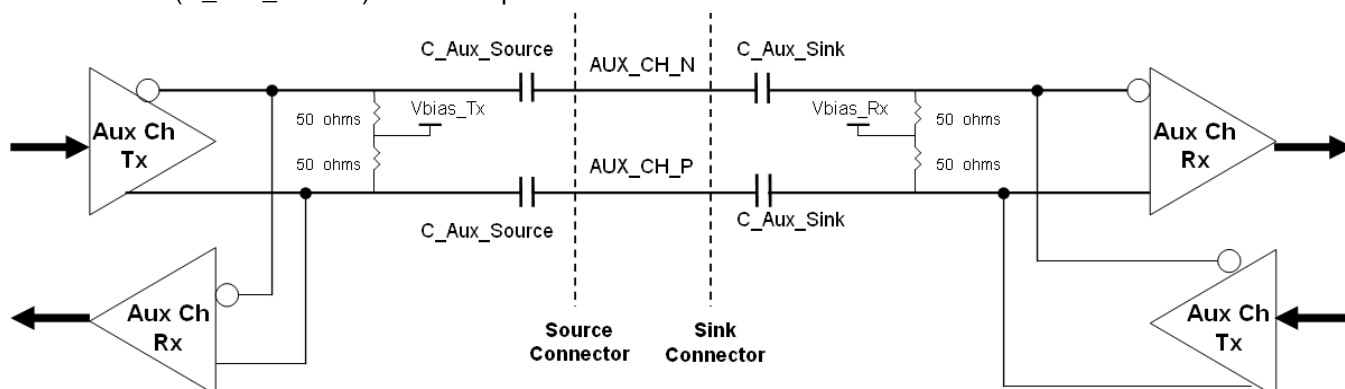 C_Aux_Source
C_Aux_Sink
AUX_CH_N
Vbias_Tx
Vbias_Rx
50 ohms
50 ohms
50 ohms
50 ohms
Aux Ch
Tx
Aux Ch
Rx
AUX_CH_P
C_Aux_Source
C_Aux_Sink
Aux Ch
Rx
Aux Ch
Tx
Source
Connector
Sink
Connector